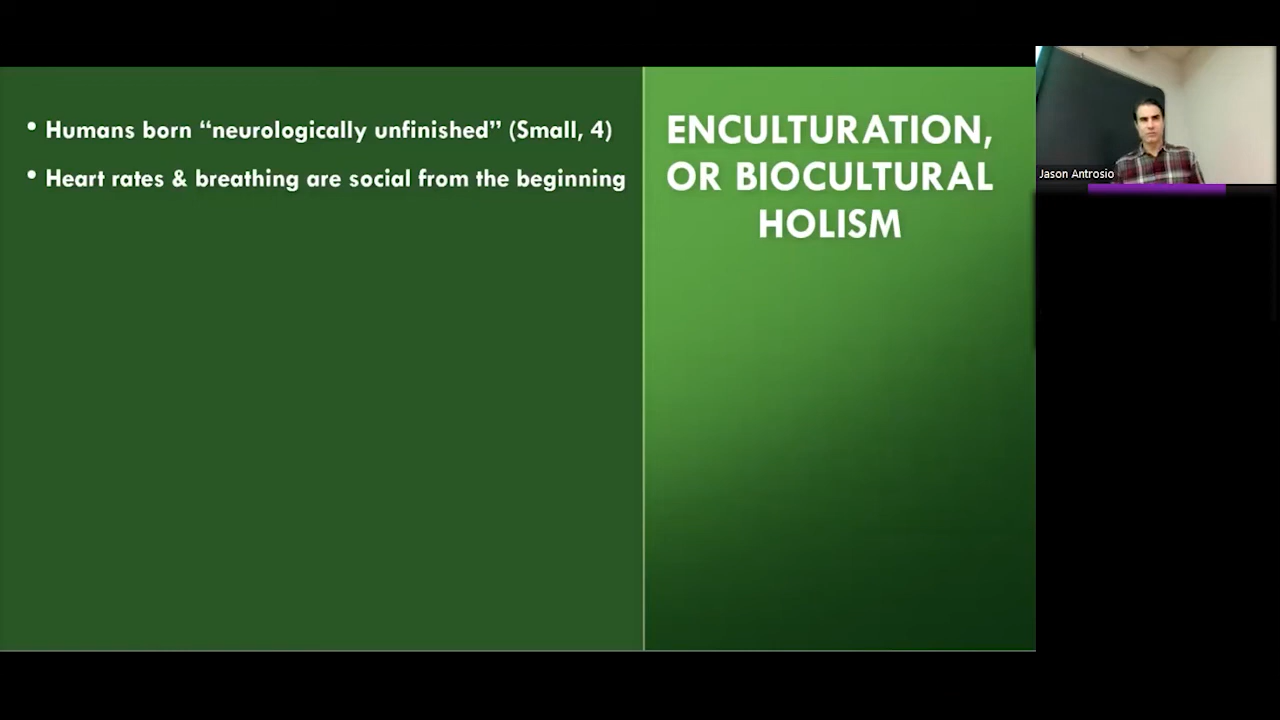 • Humans born “neurologically unfinished” (Small, 4)
• Heart rates & breathing are social from the beginning
ENCULTURATION,
OR BIOCULTURAL
HOLISM
Jason Antrosio